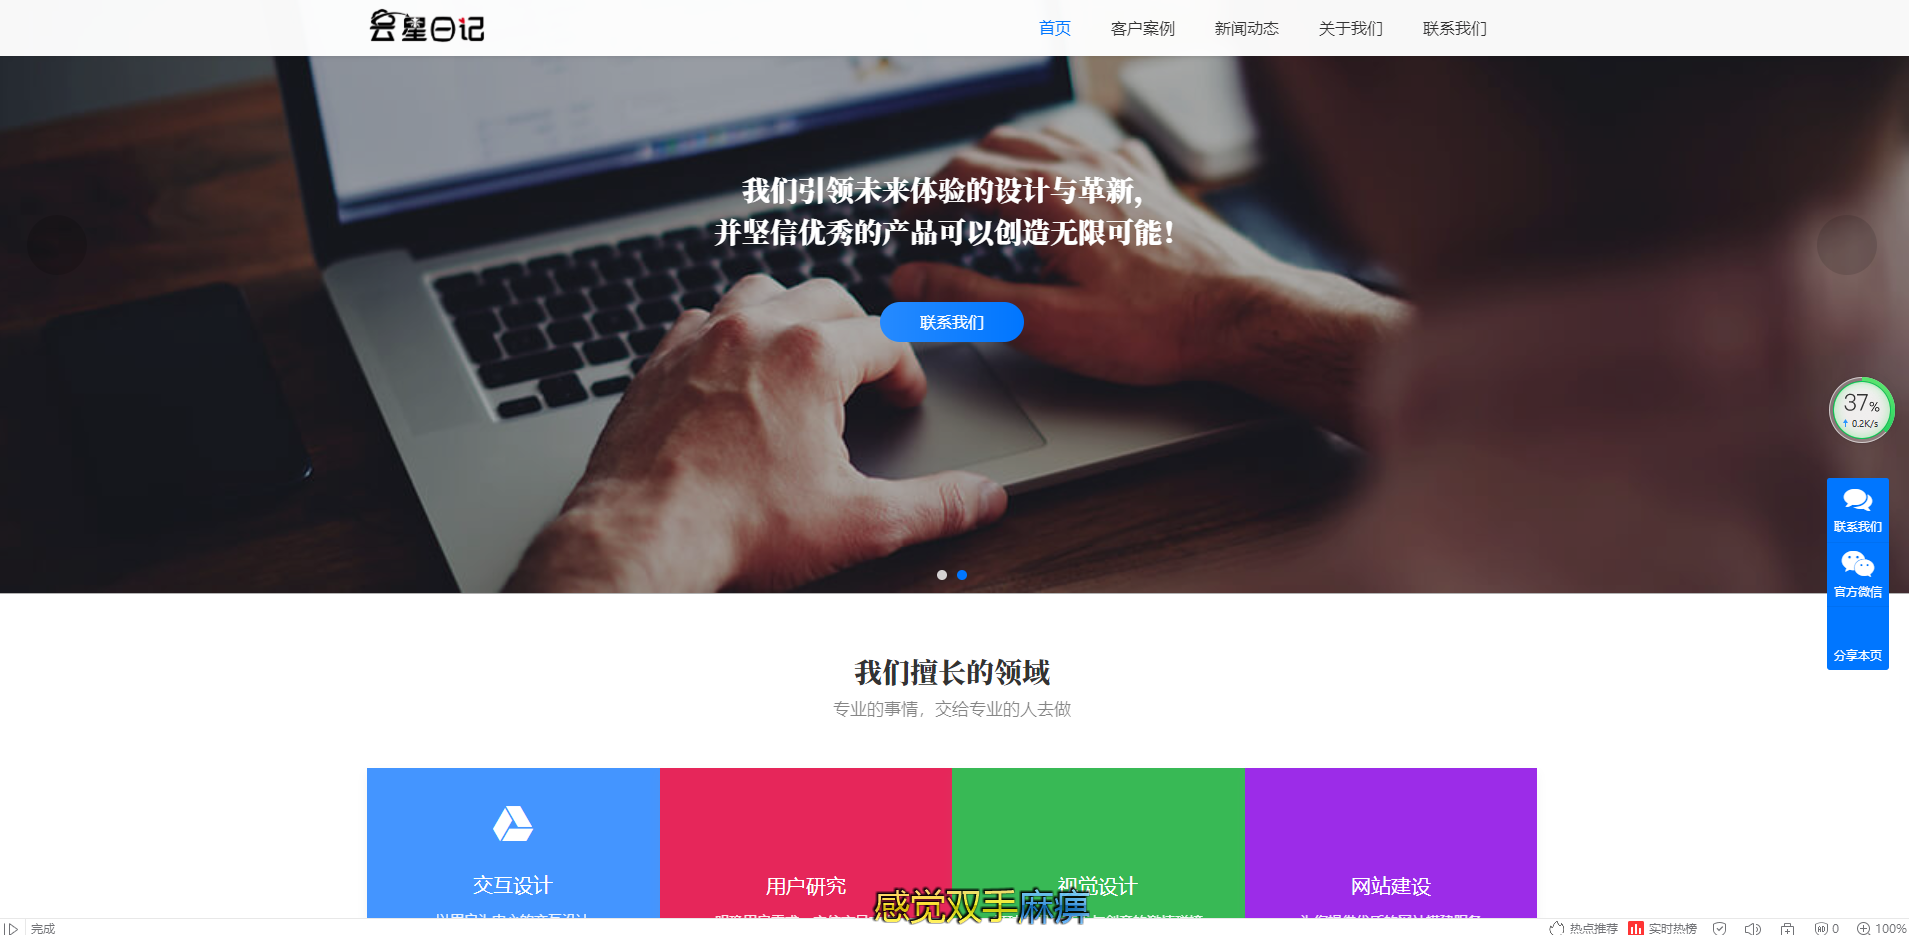 会星日记
首页 客户案例 新闻动态 关于我们 联系我们
我们引领未来体验的设计与革新,
并坚信优秀的产品可以创造无限可能!
联系我们
37%
↑ 0.2K/s
联系我们
官方微信
分享本页
我们擅长的领域
专业的事情，交给专业的人去做
交互设计 用户研究 视觉设计 网站建设
感觉双手麻痹
完成 热点推荐 实时热榜 0 100%